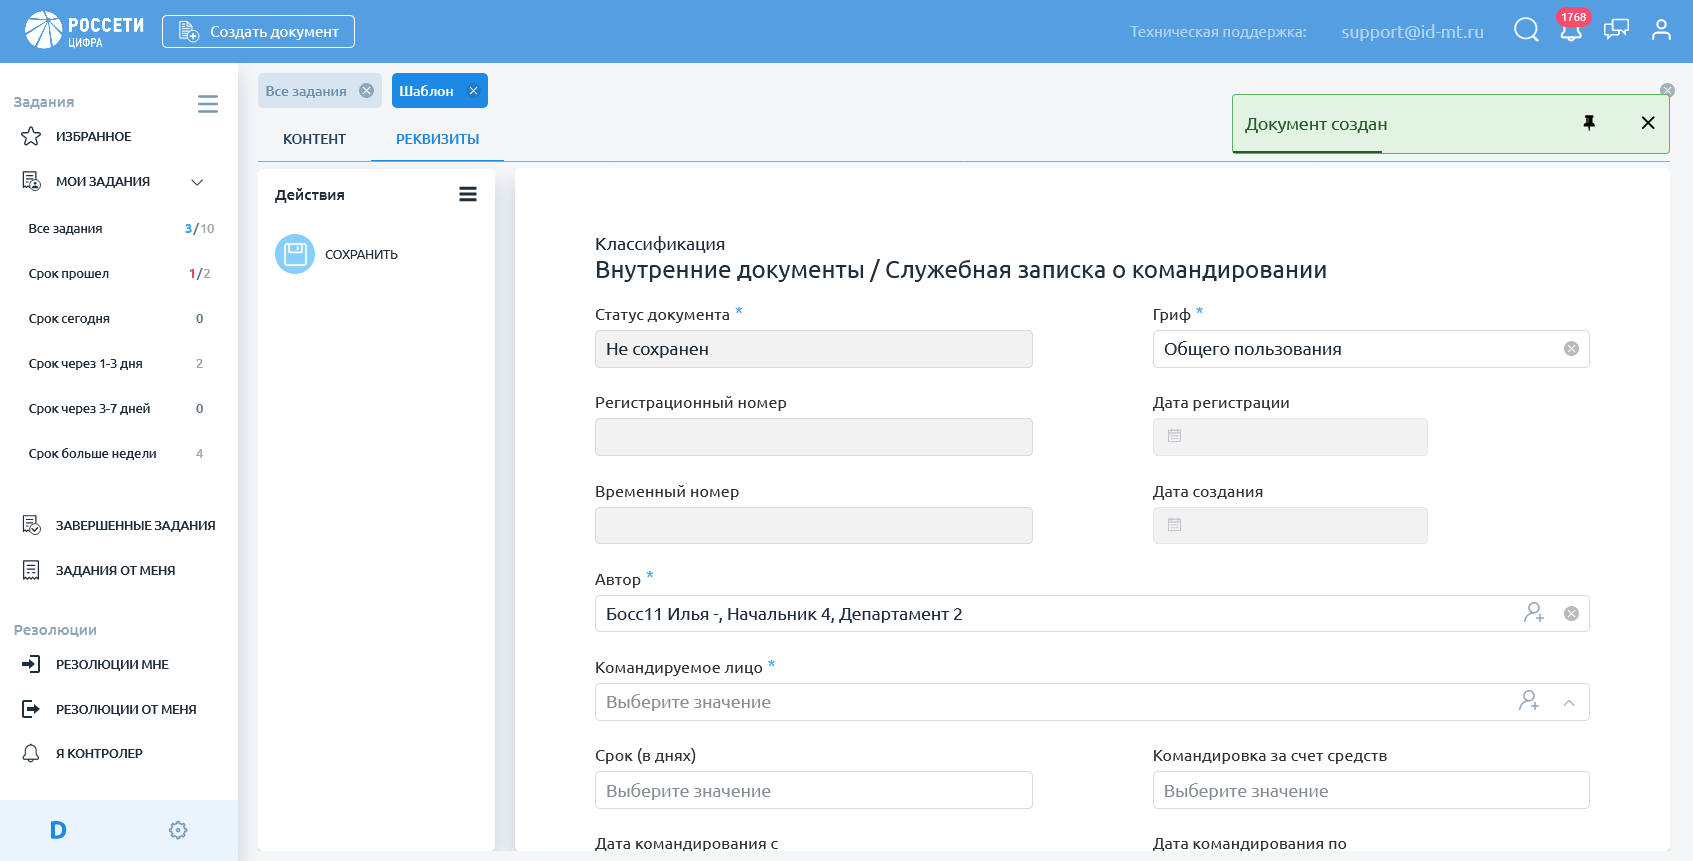 РОССЕТИ
ЦИФРА
Создать документ
Техническая поддержка:
support@id-mt.ru
1768
Задания
ИЗБРАННОЕ
МОИ ЗАДАНИЯ
Все задания 3/10
Срок прошел 1/2
Срок сегодня 0
Срок через 1-3 дня 2
Срок через 3-7 дней 0
Срок больше недели 4
ЗАВЕРШЕННЫЕ ЗАДАНИЯ
ЗАДАНИЯ ОТ МЕНЯ
Резолюции
РЕЗОЛЮЦИИ МНЕ
РЕЗОЛЮЦИИ ОТ МЕНЯ
Я КОНТРОЛЕР
D
Все задания
Шаблон
КОНТЕНТ
РЕКВИЗИТЫ
Документ создан
Действия
СОХРАНИТЬ
Классификация
Внутренние документы / Служебная записка о командировании
Статус документа *
Не сохранен
Гриф *
Общего пользования
Регистрационный номер
Дата регистрации
Временный номер
Дата создания
Автор *
Босс11 Илья -, Начальник 4, Департамент 2
Командируемое лицо *
Выберите значение
Срок (в днях)
Выберите значение
Командировка за счет средств
Выберите значение
Дата командирования с
Дата командирования по